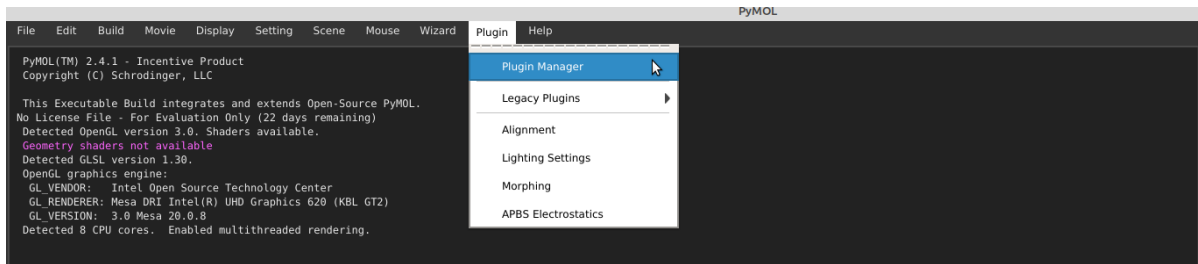 PyMOL
File Edit Build Movie Display Setting Scene Mouse Wizard Plugin Help
PyMOL(TM) 2.4.1 - Incentive Product
Copyright (C) Schrodinger, LLC
This Executable Build integrates and extends Open-Source PyMOL.
No License File - For Evaluation Only (22 days remaining)
Detected OpenGL version 3.0. Shaders available.
Geometry shaders not available
Detected GLSL version 1.30.
OpenGL graphics engine:
GL_VENDOR: Intel Open Source Technology Center
GL_RENDERER: Mesa DRI Intel(R) UHD Graphics 620 (KBL GT2)
GL_VERSION: 3.0 Mesa 20.0.8
Detected 8 CPU cores. Enabled multithreaded rendering.
Plugin Manager
Legacy Plugins
Alignment
Lighting Settings
Morphing
APBS Electrostatics